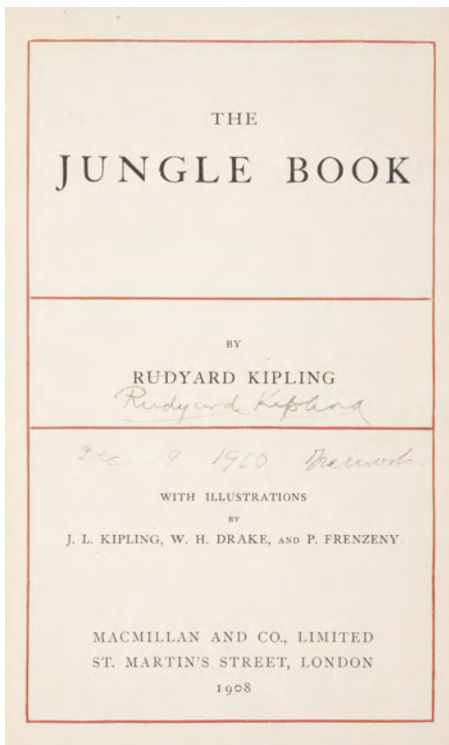 THE
JUNGLE BOOK
BY
RUDYARD KIPLING
Rudyard Kipling
Dec 9 1910
WITH ILLUSTRATIONS
BY
J. L. KIPLING, W. H. DRAKE, AND P. FRENZENY
MACMILLAN AND CO., LIMITED
ST. MARTIN'S STREET, LONDON
1908